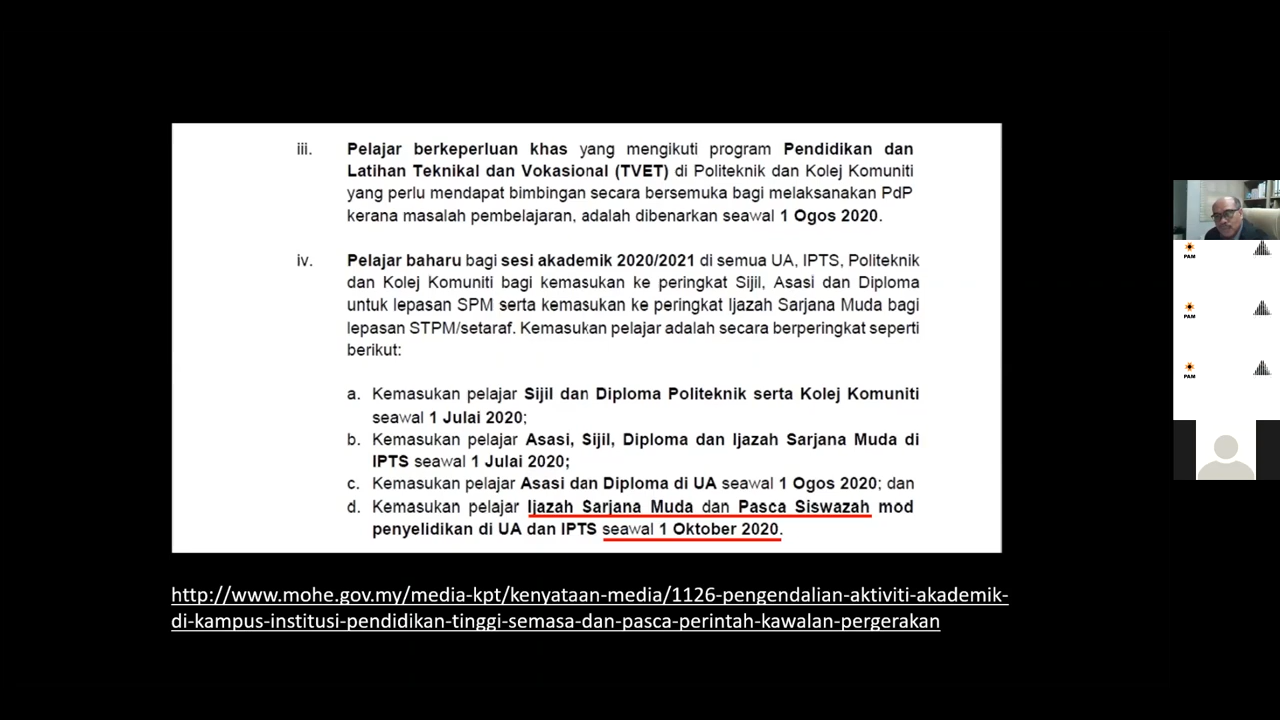 iii. Pelajar berkeperluan khas yang mengikuti program Pendidikan dan
Latihan Teknikal dan Vokasional (TVET) di Politeknik dan Kolej Komuniti
yang perlu mendapat bimbingan secara bersemuka bagi melaksanakan PdP
kerana masalah pembelajaran, adalah dibenarkan seawal 1 Ogos 2020.
iv. Pelajar baharu bagi sesi akademik 2020/2021 di semua UA, IPTS, Politeknik
dan Kolej Komuniti bagi kemasukan ke peringkat Sijil, Asasi dan Diploma
untuk lepasan SPM serta kemasukan ke peringkat Ijazah Sarjana Muda bagi
lepasan STPM/setaraf. Kemasukan pelajar adalah secara berperingkat seperti
berikut:
a. Kemasukan pelajar Sijil dan Diploma Politeknik serta Kolej Komuniti
seawal 1 Julai 2020;
b. Kemasukan pelajar Asasi, Sijil, Diploma dan Ijazah Sarjana Muda di
IPTS seawal 1 Julai 2020;
c. Kemasukan pelajar Asasi dan Diploma di UA seawal 1 Ogos 2020; dan
d. Kemasukan pelajar Ijazah Sarjana Muda dan Pasca Siswazah mod
penyelidikan di UA dan IPTS seawal 1 Oktober 2020.
http://www.mohe.gov.my/media-kpt/kenyataan-media/1126-pengendalian-aktiviti-akademik-
di-kampus-institusi-pendidikan-tinggi-semasa-dan-pasca-perintah-kawalan-pergerakan
PAM
PAM
PAM